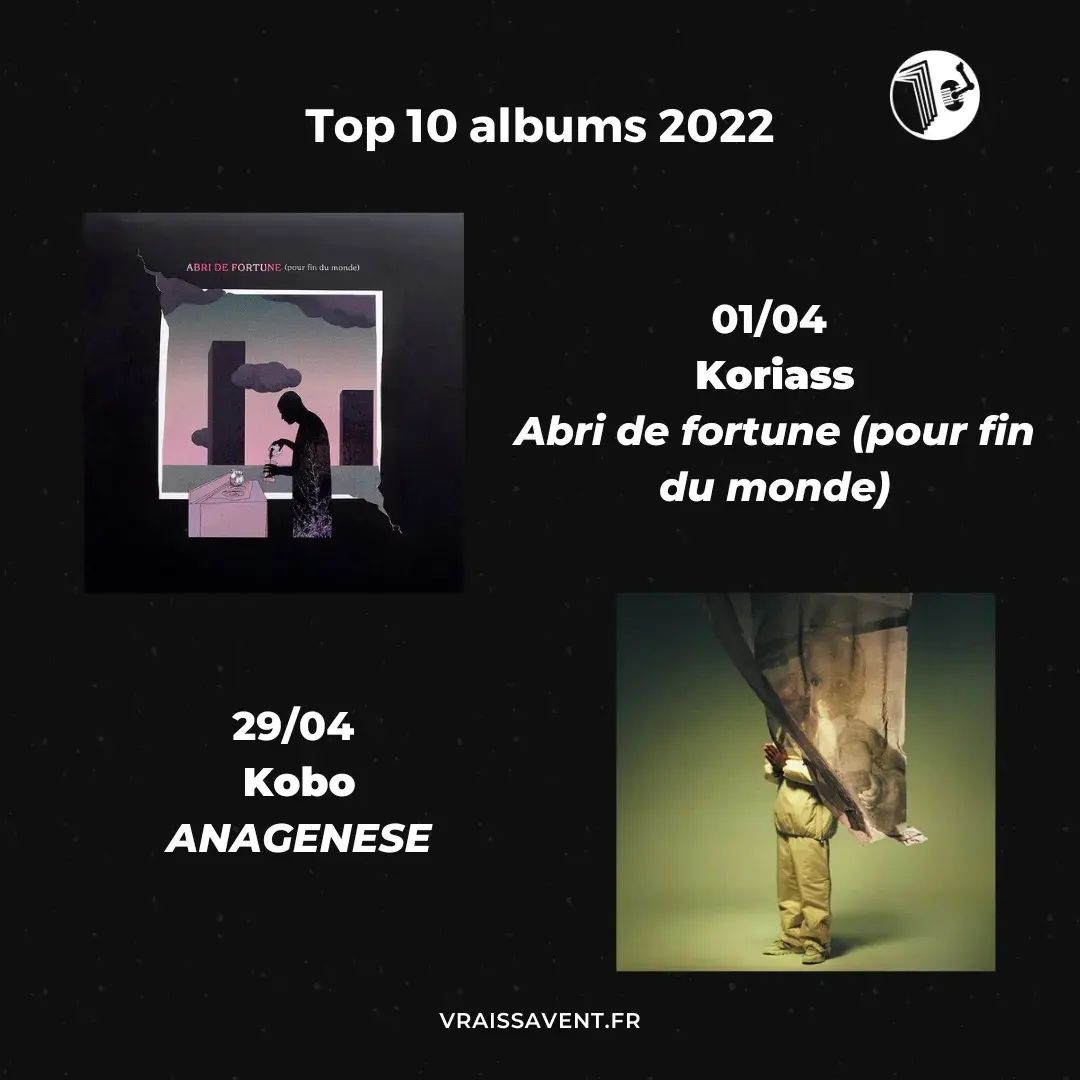 Top 10 albums 2022
ABRI DE FORTUNE (pour fin du monde)
01/04
Koriass
Abri de fortune (pour fin
du monde)
29/04
Kobo
ANAGENESE
VRAISSAVENT.FR